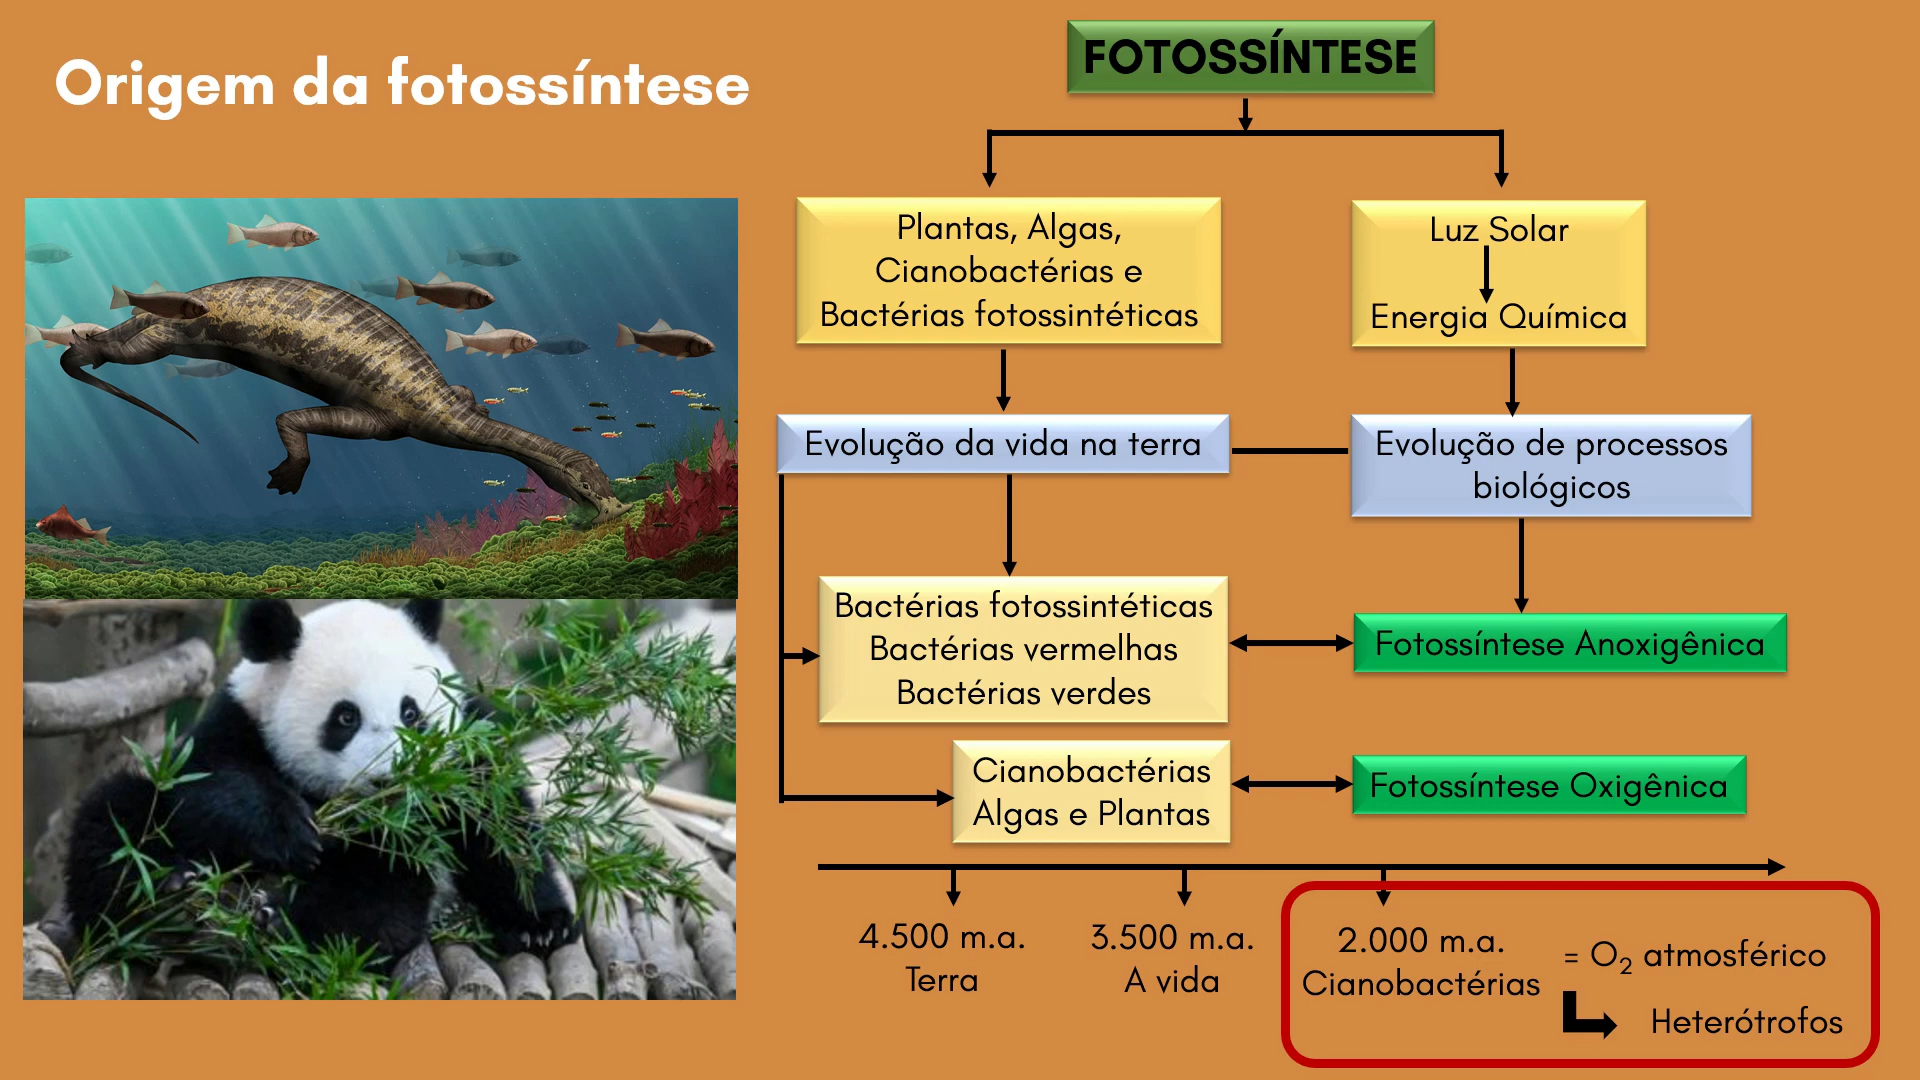 Origem da fotossíntese
FOTOSSÍNTESE
Plantas, Algas,
Cianobactérias e
Bactérias fotossintéticas
Luz Solar
Energia Química
Evolução da vida na terra
Evolução de processos
biológicos
Bactérias fotossintéticas
Bactérias vermelhas
Bactérias verdes
Fotossíntese Anoxigênica
Cianobactérias
Algas e Plantas
Fotossíntese Oxigênica
4.500 m.a.
Terra
3.500 m.a.
A vida
2.000 m.a.
Cianobactérias
= O₂ atmosférico
Heterótrofos